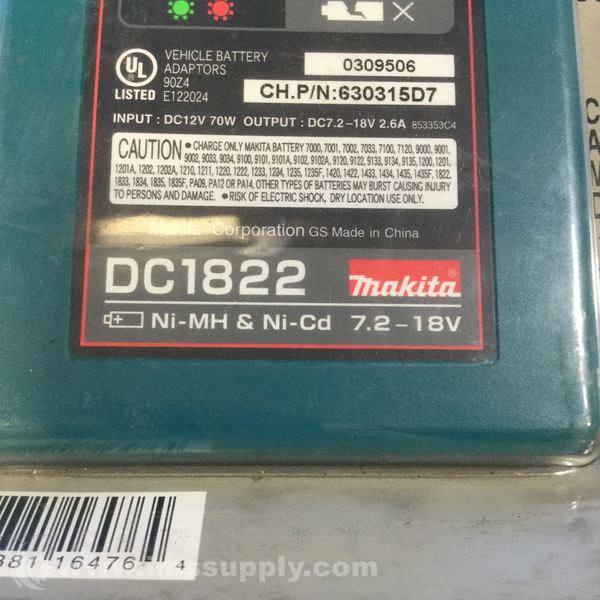 UL
LISTED
VEHICLE BATTERY
ADAPTORS
90Z4
E122024
0309506
CH.P/N:630315D7
INPUT : DC12V 70W OUTPUT : DC7.2-18V 2.6A 853353C4
CAUTION • CHARGE ONLY MAKITA BATTERY 7000, 7001, 7002, 7033, 7100, 7120, 9000, 9001,
9002, 9033, 9034, 9100, 9101, 9101A, 9102, 9102A, 9120, 9122, 9133, 9134, 9135, 1200, 1201,
1201A, 1202, 1202A, 1210, 1211, 1220, 1222, 1233, 1234, 1235, 1235F, 1420, 1422, 1433, 1434, 1435, 1435F, 1822,
1833, 1834, 1835, 1835F, PA09, PA12 OR PA14. OTHER TYPES OF BATTERIES MAY BURST CAUSING INJURY
TO PERSONS AND DAMAGE. • RISK OF ELECTRIC SHOCK, DRY LOCATION USE ONLY.
Makita Corporation GS Made in China
DC1822
makita®
Ni-MH & Ni-Cd 7.2-18V
381 16476 4
supply.com